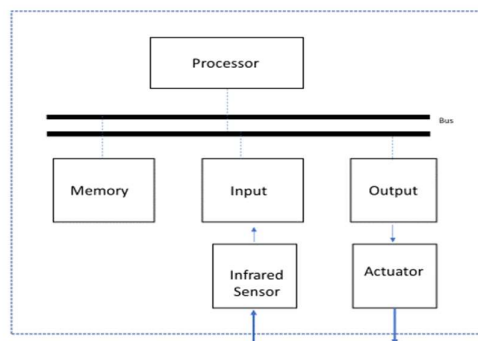 Processor
Bus
Memory
Input
Output
Infrared
Sensor
Actuator